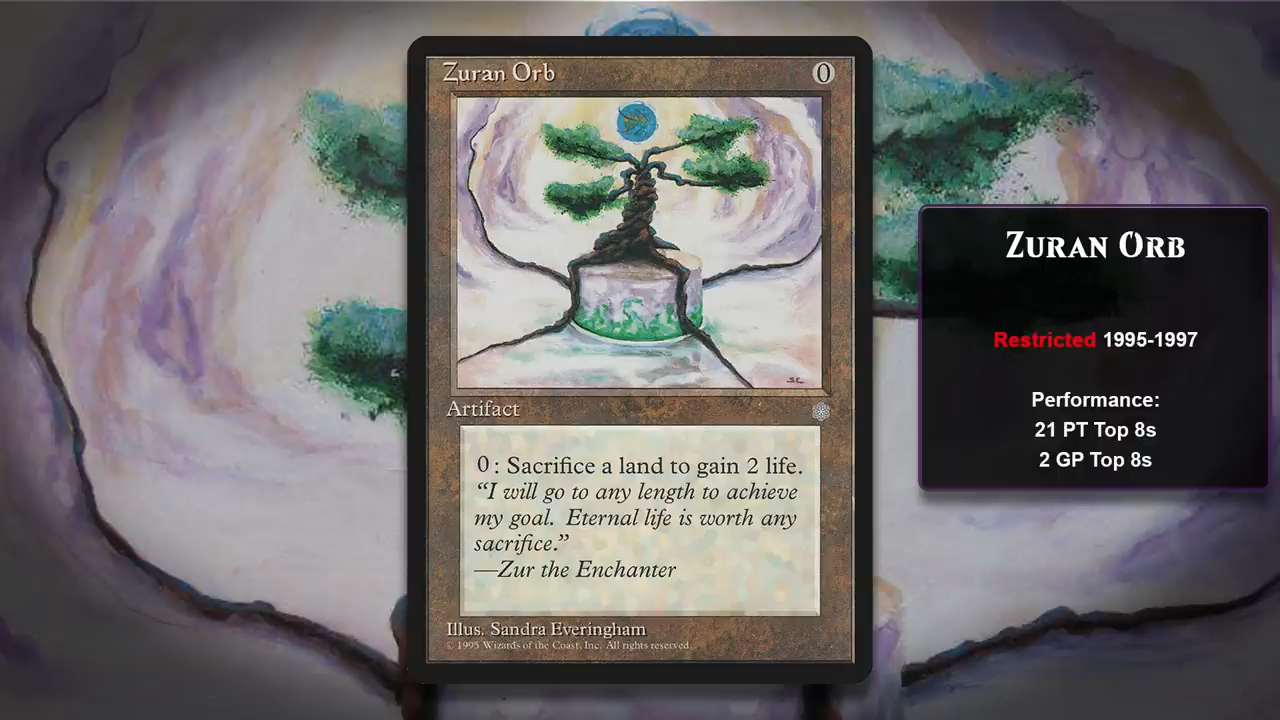 Zuran Orb
0
Artifact
0: Sacrifice a land to gain 2 life.
“I will go to any length to achieve
my goal. Eternal life is worth any
sacrifice.”
—Zur the Enchanter
Illus. Sandra Everingham
© 1995 Wizards of the Coast, Inc. All rights reserved.
Zuran Orb
Restricted 1995-1997
Performance:
21 PT Top 8s
2 GP Top 8s